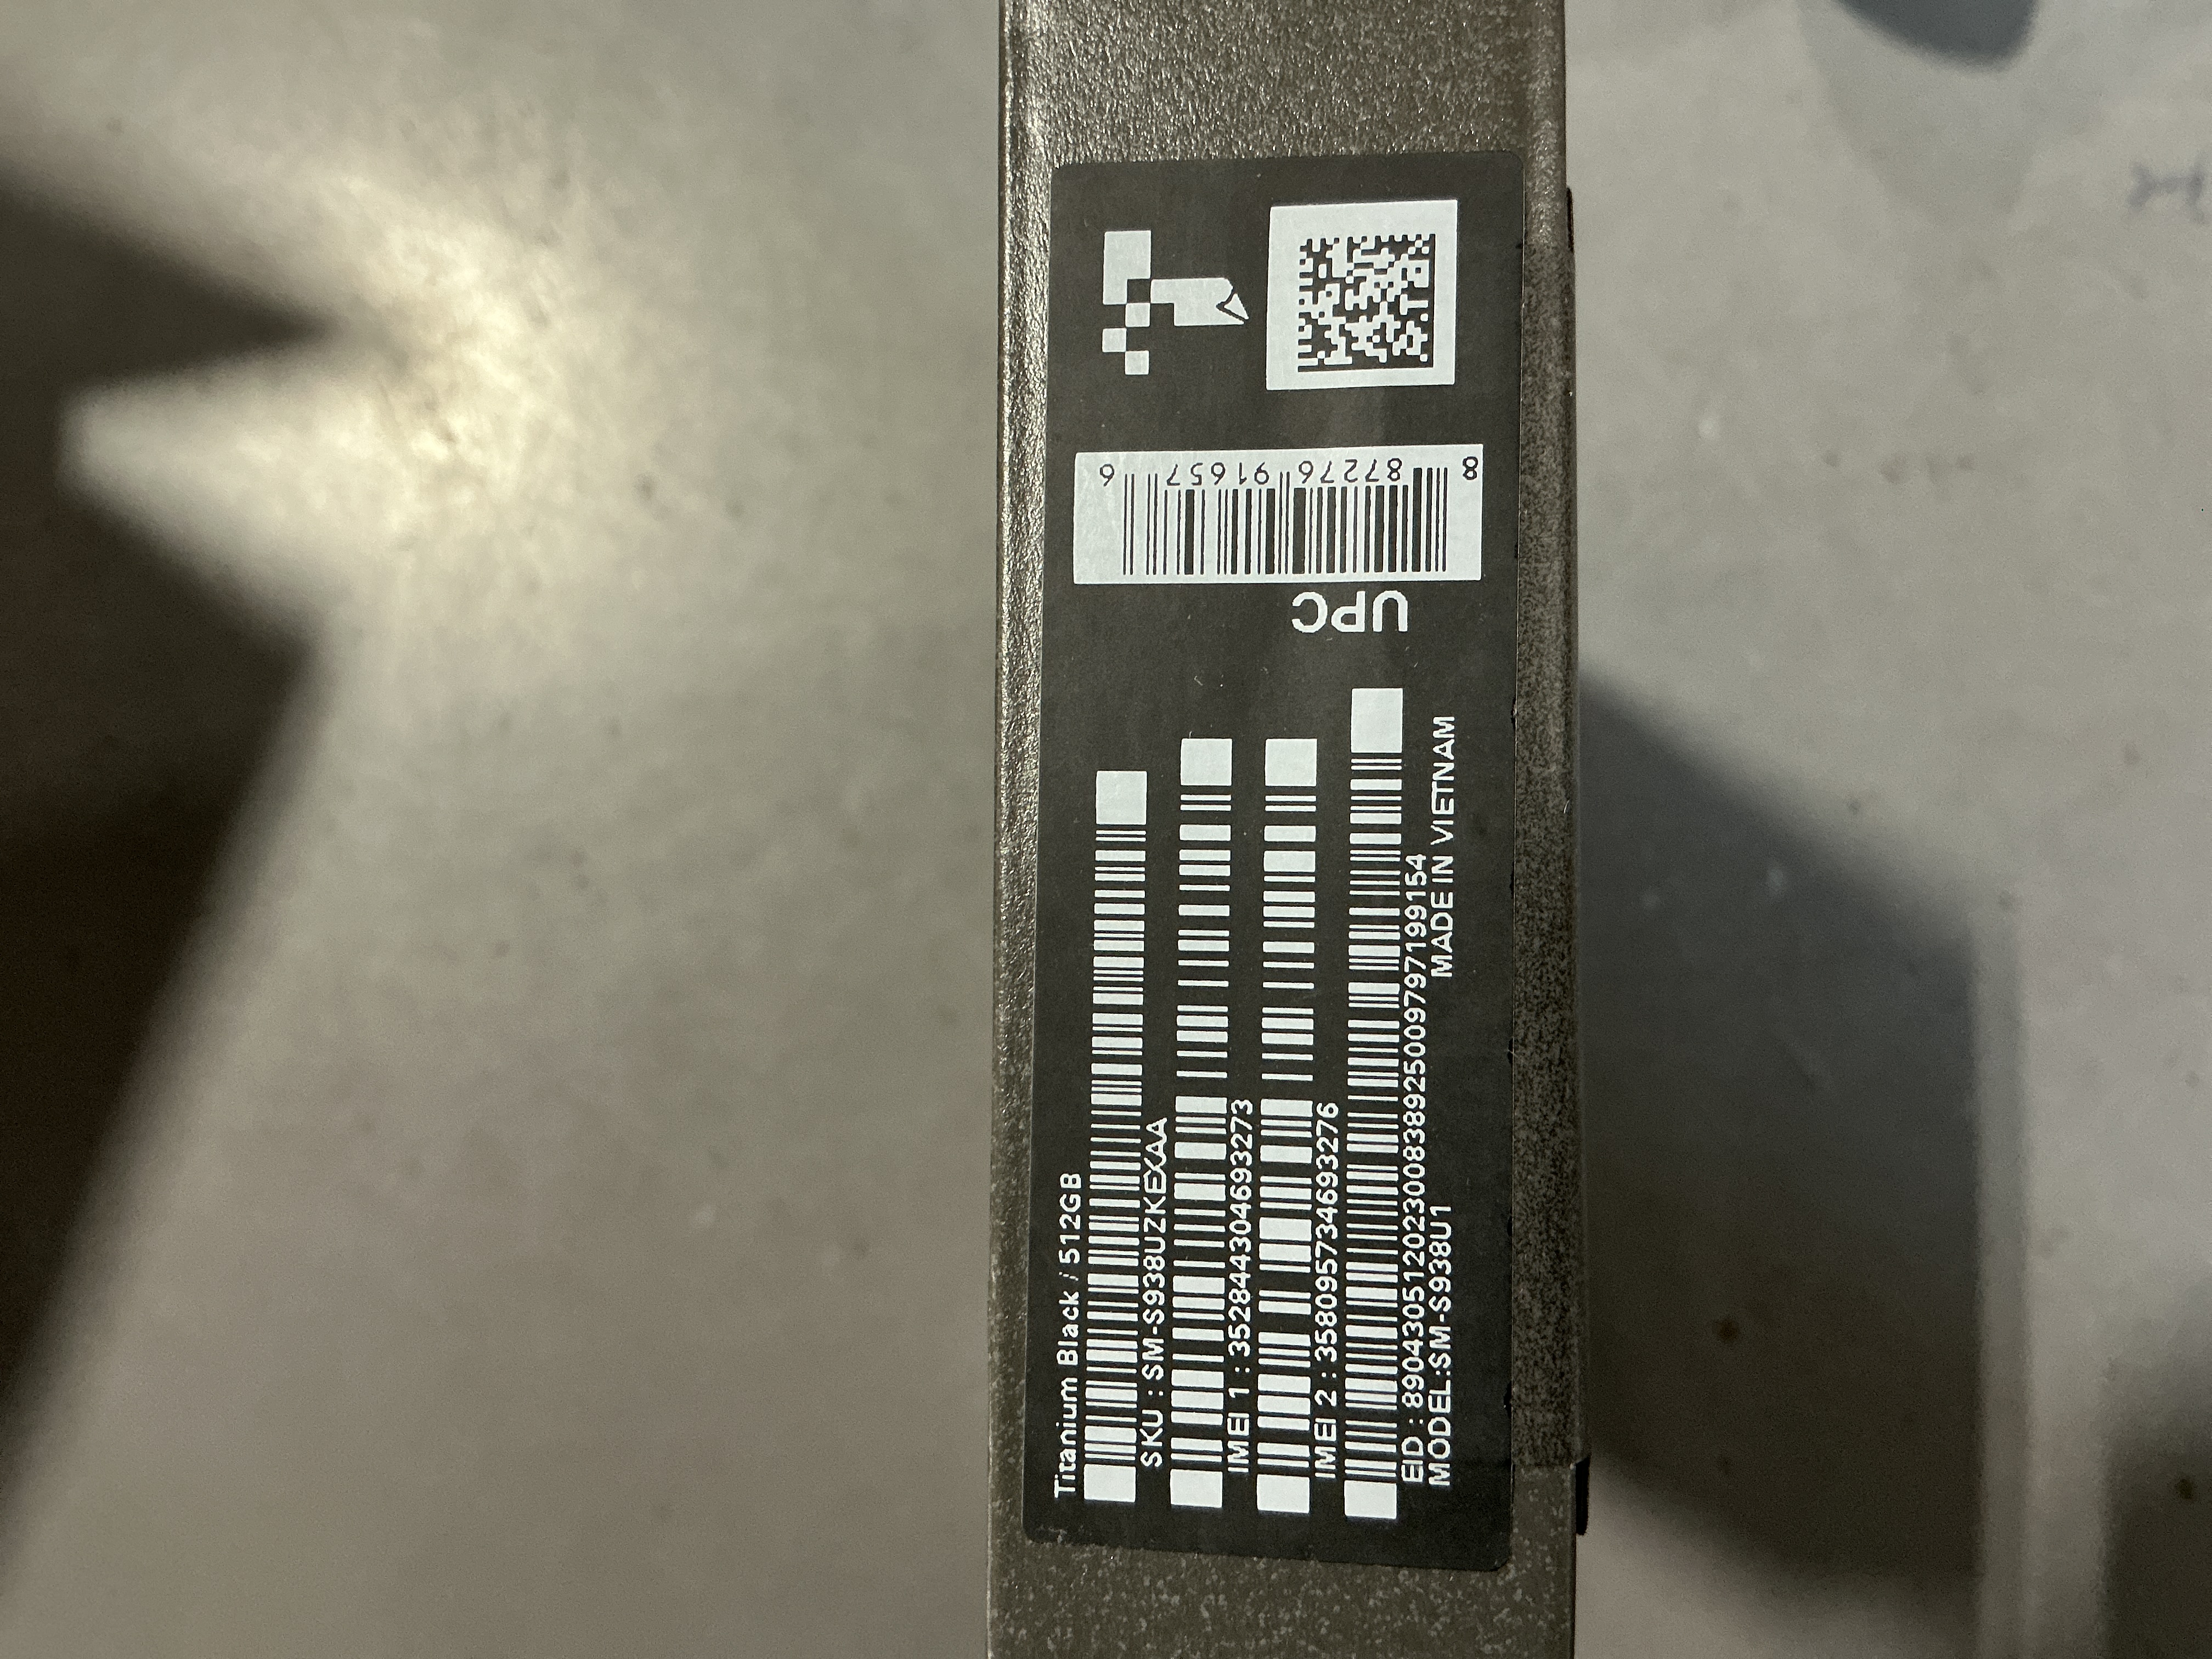 Titanium Black / 512GB
SKU : SM-S938UZKEXAA
IMEI 1 : 352844304693273
IMEI 2 : 358095734693276
EID : 89043051202300838925009797199154
MODEL:SM-S938U1
MADE IN VIETNAM
UPC
8 87276 91657 6